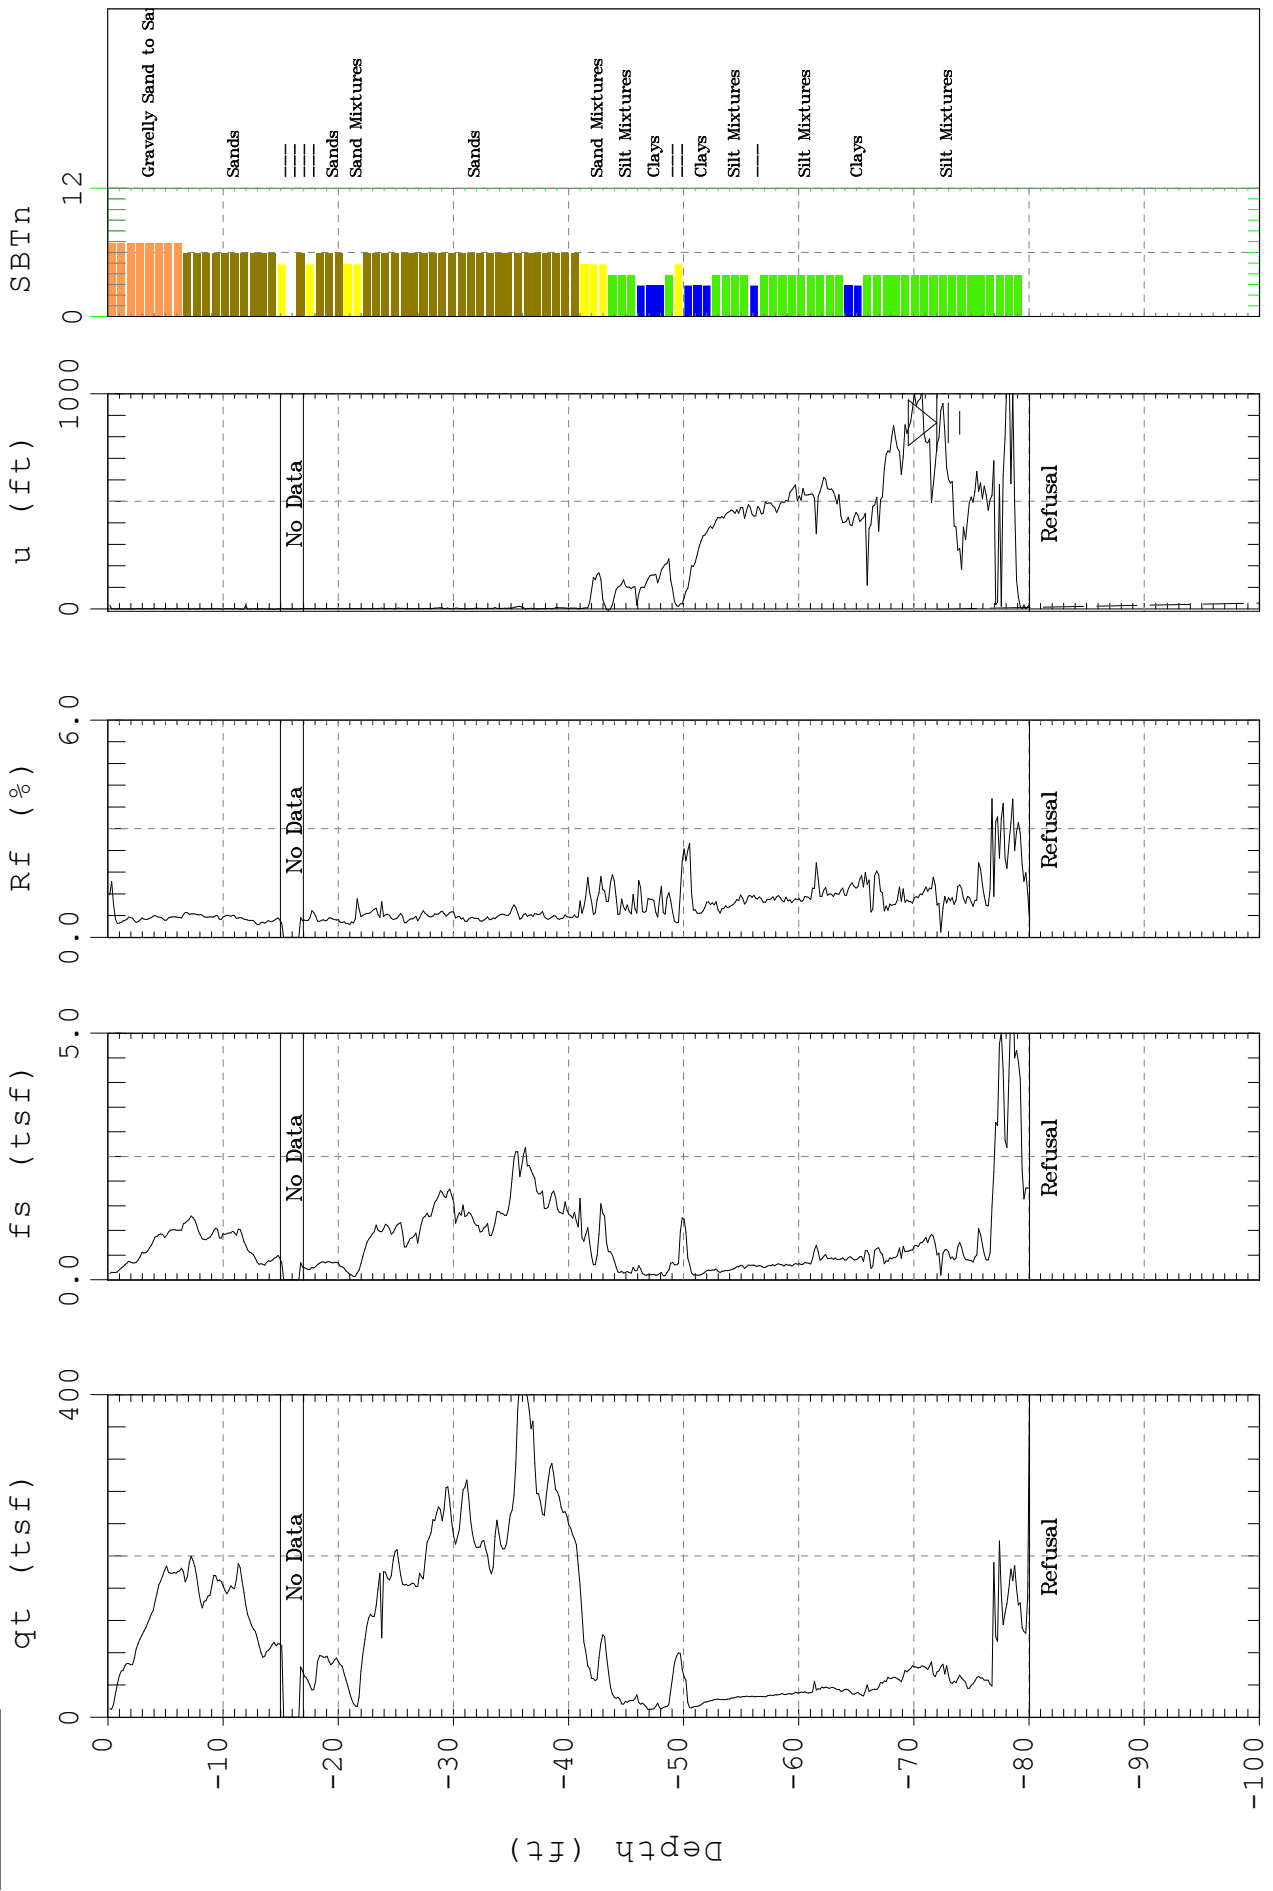 qt (tsf)
0
400
No Data
Refusal
fs (tsf)
0.0
5.0
No Data
Refusal
Rf (%)
0.0
6.0
No Data
Refusal
u (ft)
0
1000
No Data
Refusal
SBTn
0
12
Gravelly Sand to
Sands
Sands
Sand Mixtures
Sands
Sand Mixtures
Silt Mixtures
Clays
Clays
Silt Mixtures
Silt Mixtures
Clays
Silt Mixtures
0
-10
-20
-30
-40
-50
-60
-70
-80
-90
-100
Depth (ft)